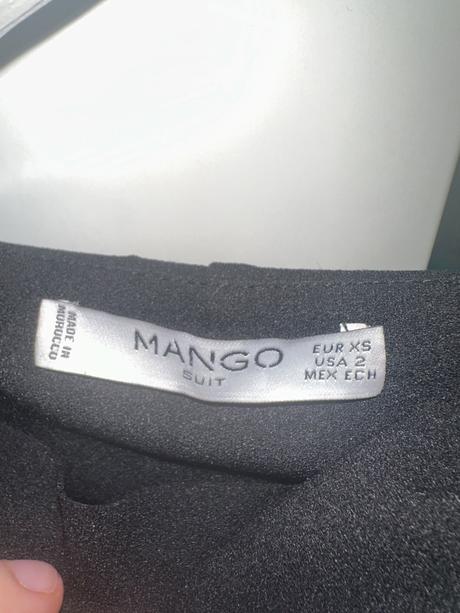 MADE IN
MOROCCO
MANGO
SUIT
EUR XS
USA 2
MEX ECH